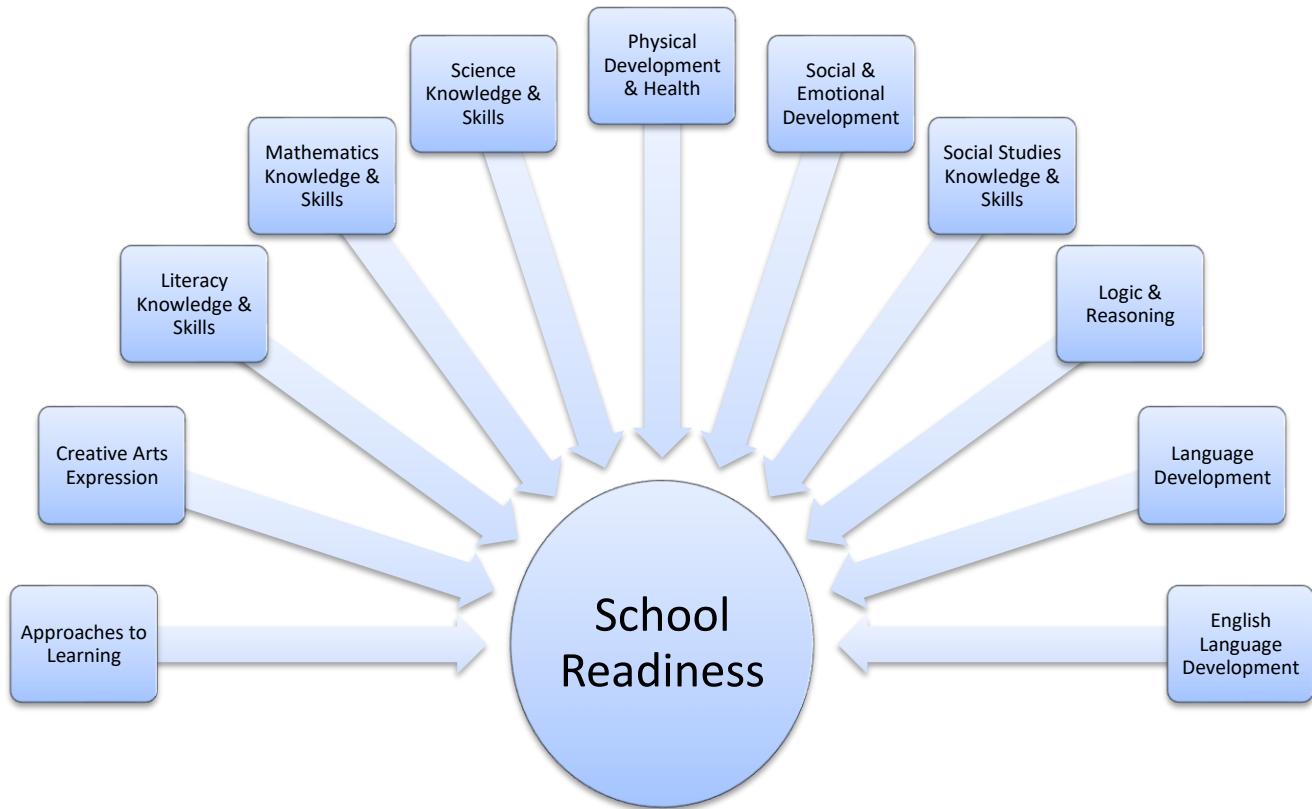 Physical
Development
& Health
Science
Knowledge &
Skills
Social &
Emotional
Development
Mathematics
Knowledge &
Skills
Social Studies
Knowledge &
Skills
Literacy
Knowledge &
Skills
Logic &
Reasoning
Creative Arts
Expression
Language
Development
Approaches to
Learning
School
Readiness
English
Language
Development